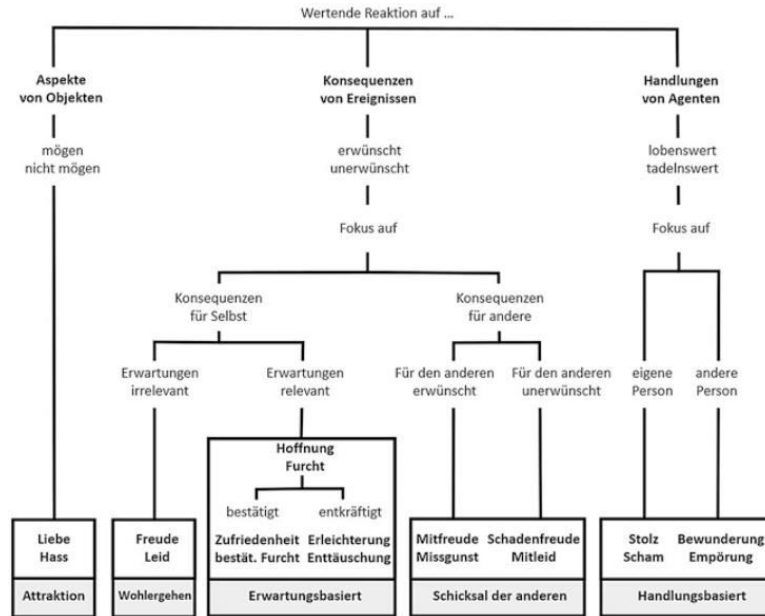 Wertende Reaktion auf ...
Aspekte
von Objekten
Konsequenzen
von Ereignissen
Handlungen
von Agenten
mögen
nicht mögen
erwünscht
unerwünscht
lobenswert
tadelnswert
Fokus auf
Fokus auf
Konsequenzen
für Selbst
Konsequenzen
für andere
Erwartungen
irrelevant
Erwartungen
relevant
Für den anderen
erwünscht
Für den anderen
unerwünscht
eigene
Person
andere
Person
Hoffnung
Furcht
bestätigt
entkräftigt
Liebe
Hass
Freude
Leid
Zufriedenheit
bestät. Furcht
Erleichterung
Enttäuschung
Mitfreude
Missgunst
Schadenfreude
Mitleid
Stolz
Scham
Bewunderung
Empörung
Attraktion
Wohlergehen
Erwartungsbasiert
Schicksal der anderen
Handlungsbasiert